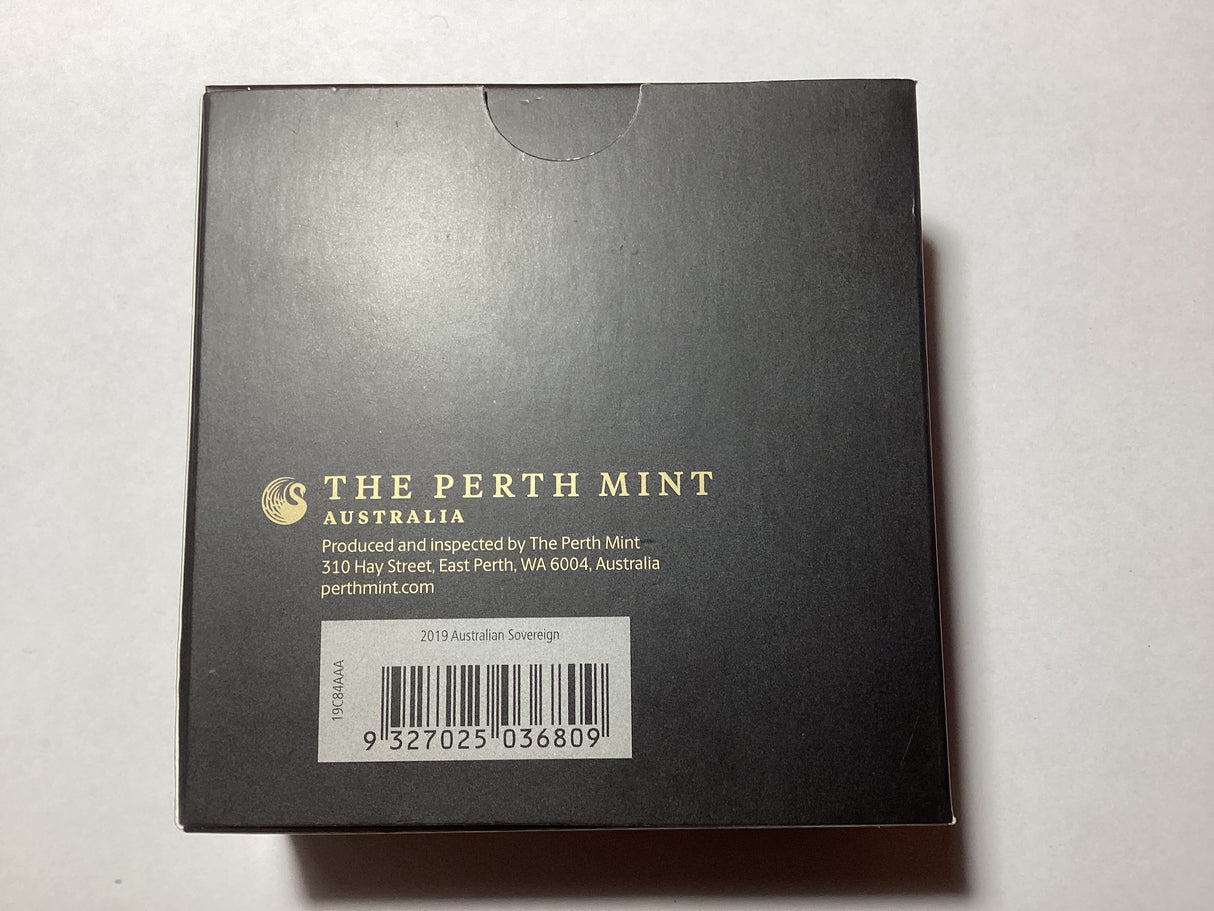 THE PERTH MINT
AUSTRALIA
Produced and inspected by The Perth Mint
310 Hay Street, East Perth, WA 6004, Australia
perthmint.com
2019 Australian Sovereign
19C84AAA
9 327025 036809